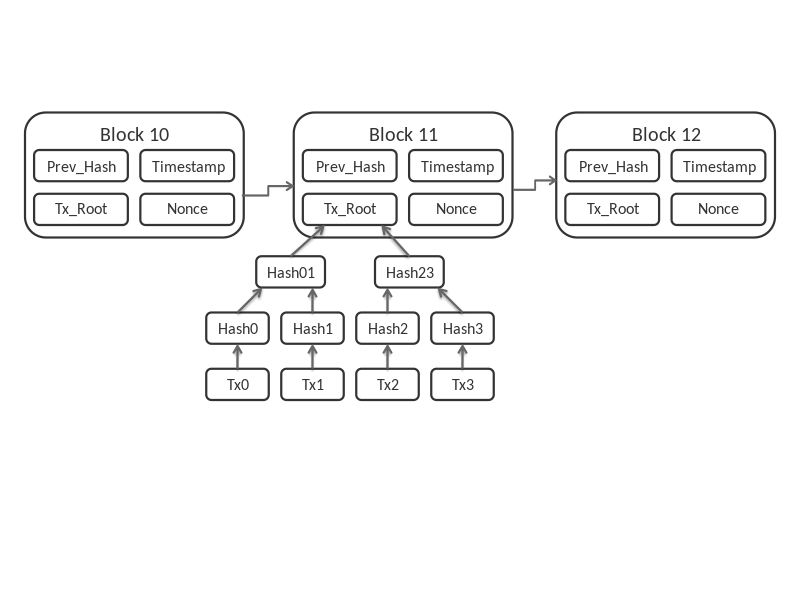 Block 10
Prev_Hash
Timestamp
Tx_Root
Nonce
Block 11
Prev_Hash
Timestamp
Tx_Root
Nonce
Block 12
Prev_Hash
Timestamp
Tx_Root
Nonce
Hash01
Hash23
Hash0
Hash1
Hash2
Hash3
Tx0
Tx1
Tx2
Tx3